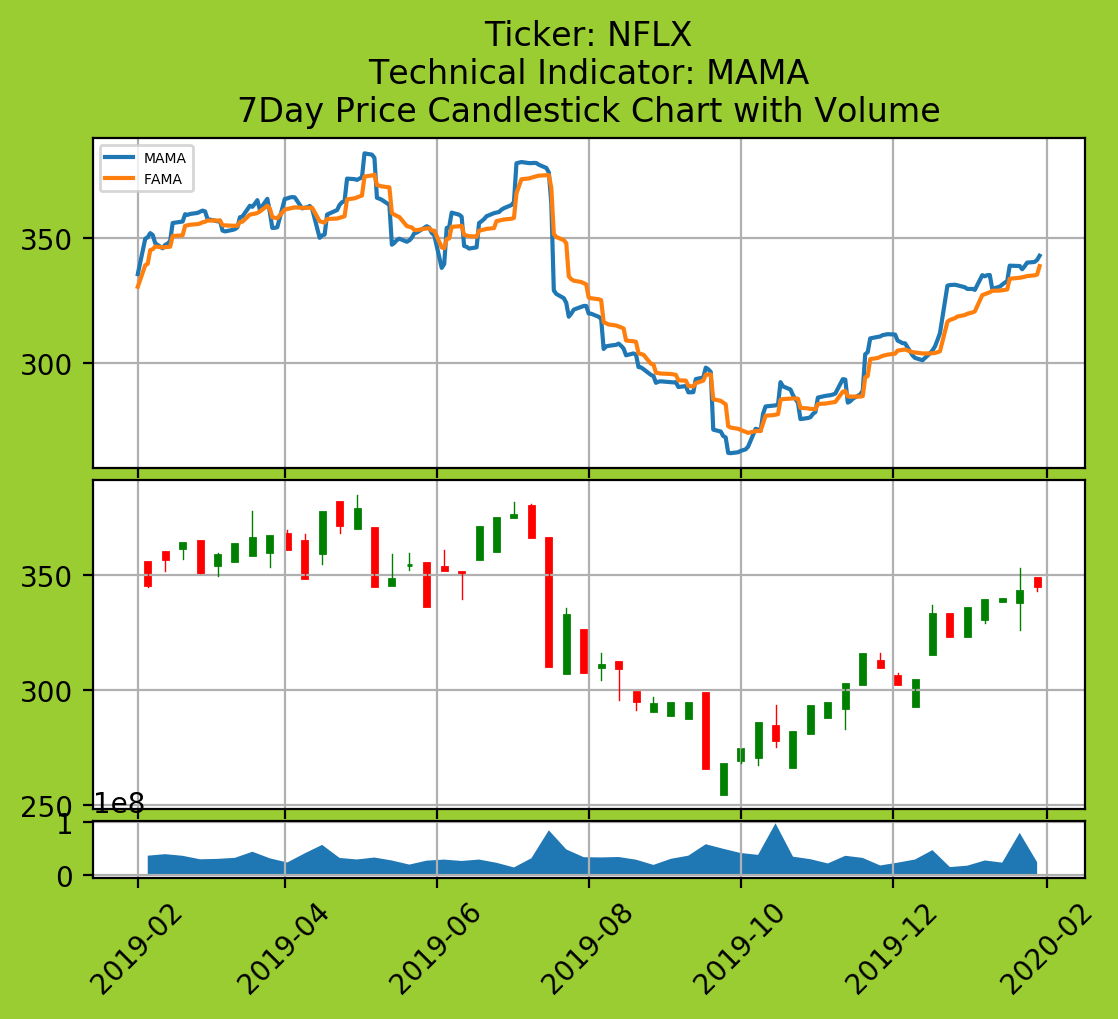 Ticker: NFLX
Technical Indicator: MAMA
7Day Price Candlestick Chart with Volume
MAMA
FAMA
350
300
350
300
250
1e8
1
0
2019-02
2019-04
2019-06
2019-08
2019-10
2019-12
2020-02